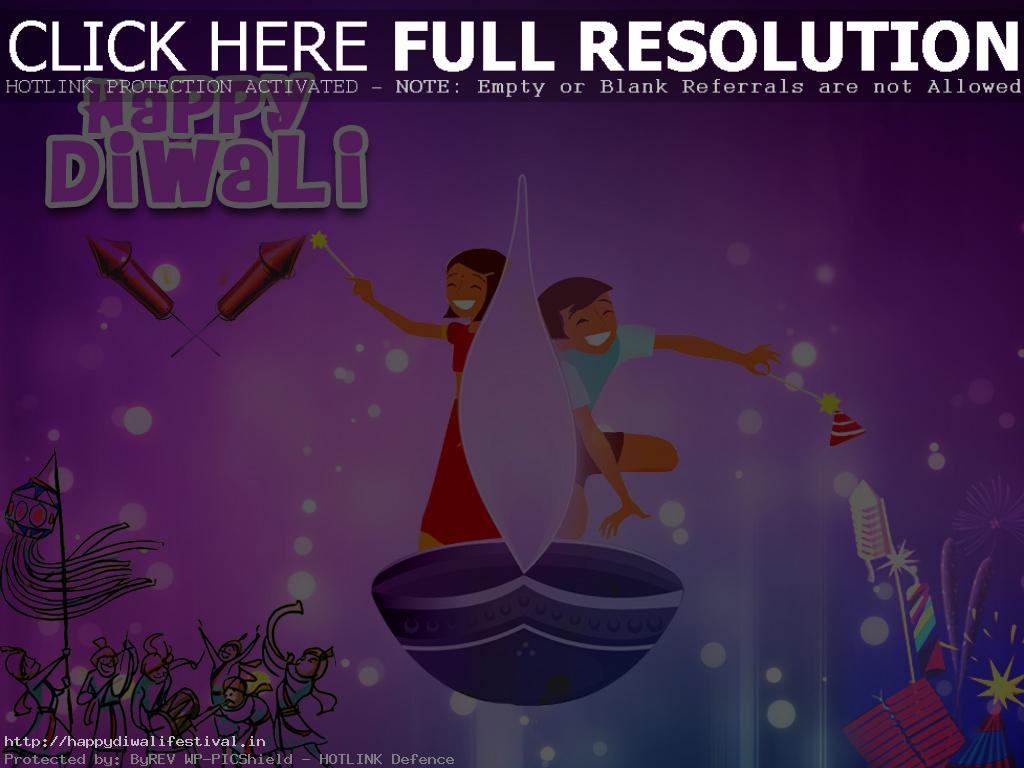 CLICK HERE FULL RESOLUTION
HOTLINK PROTECTION ACTIVATED - NOTE: Empty or Blank Referrals are not Allowed
HaPPy
DiWaLi
http://happydiwalifestival.in
Protected by: ByREV WP-PICShield - HOTLINK Defence